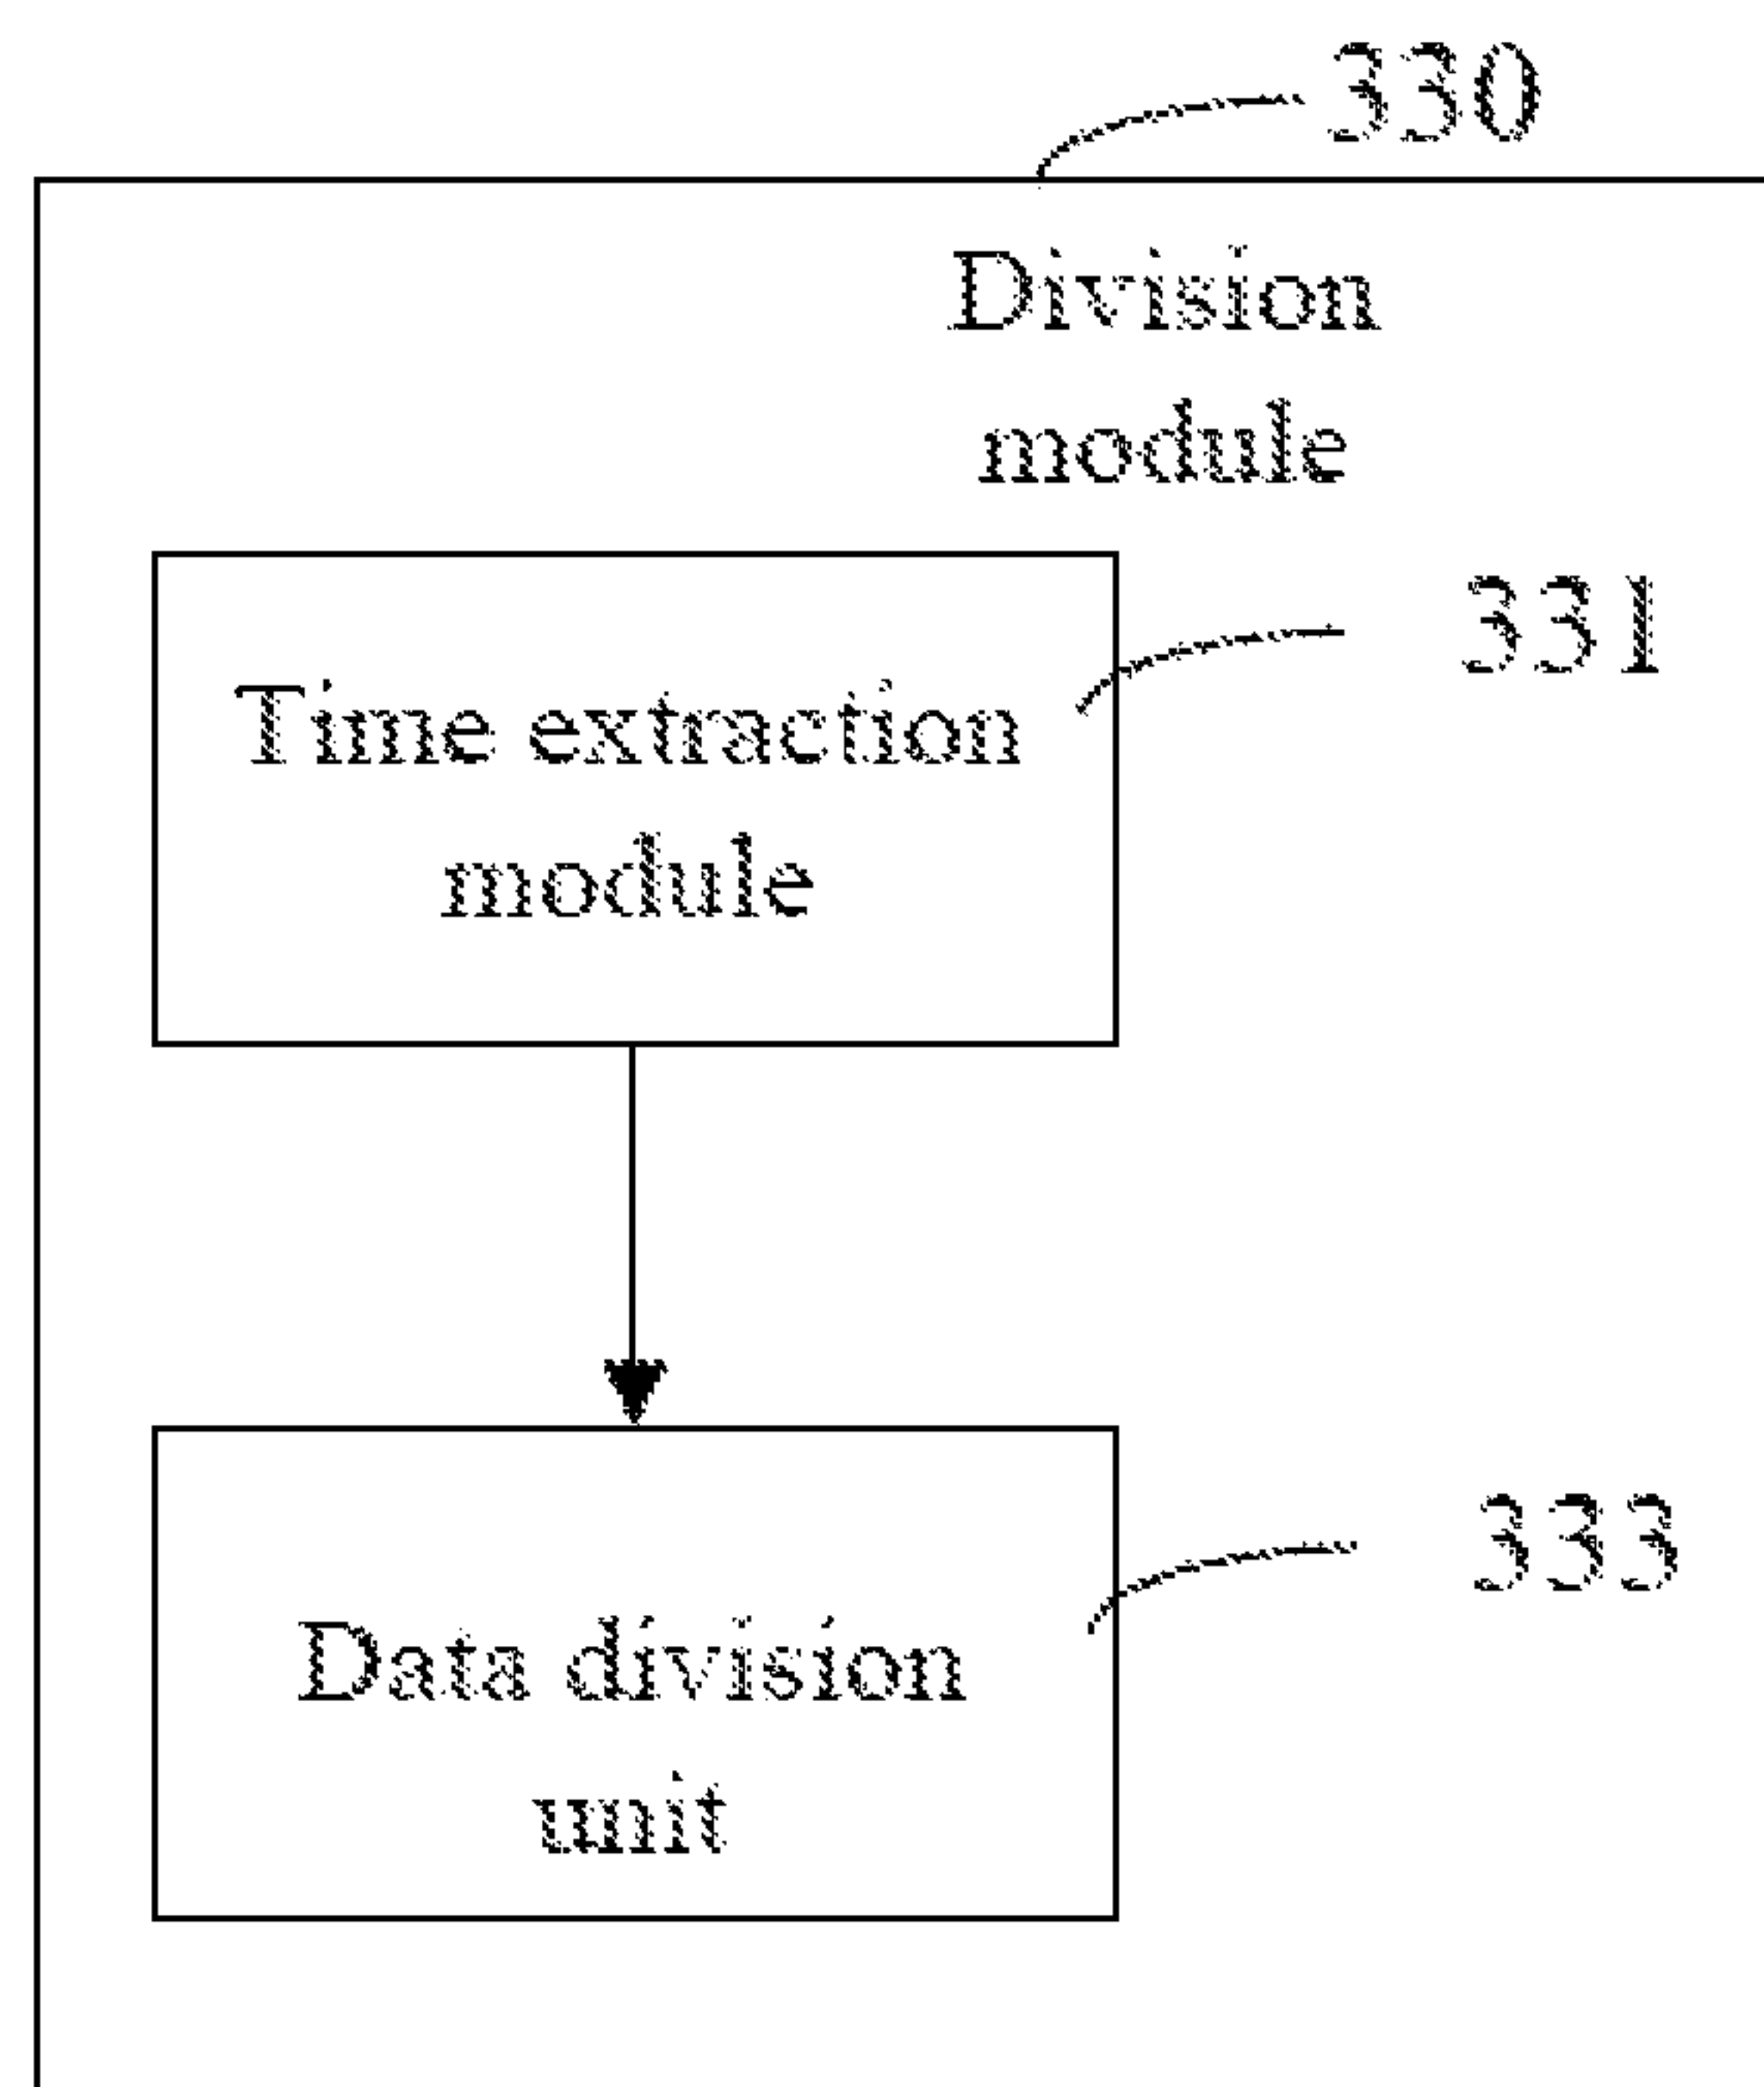 330
Division
module
331
Time extraction
module
333
Data division
unit